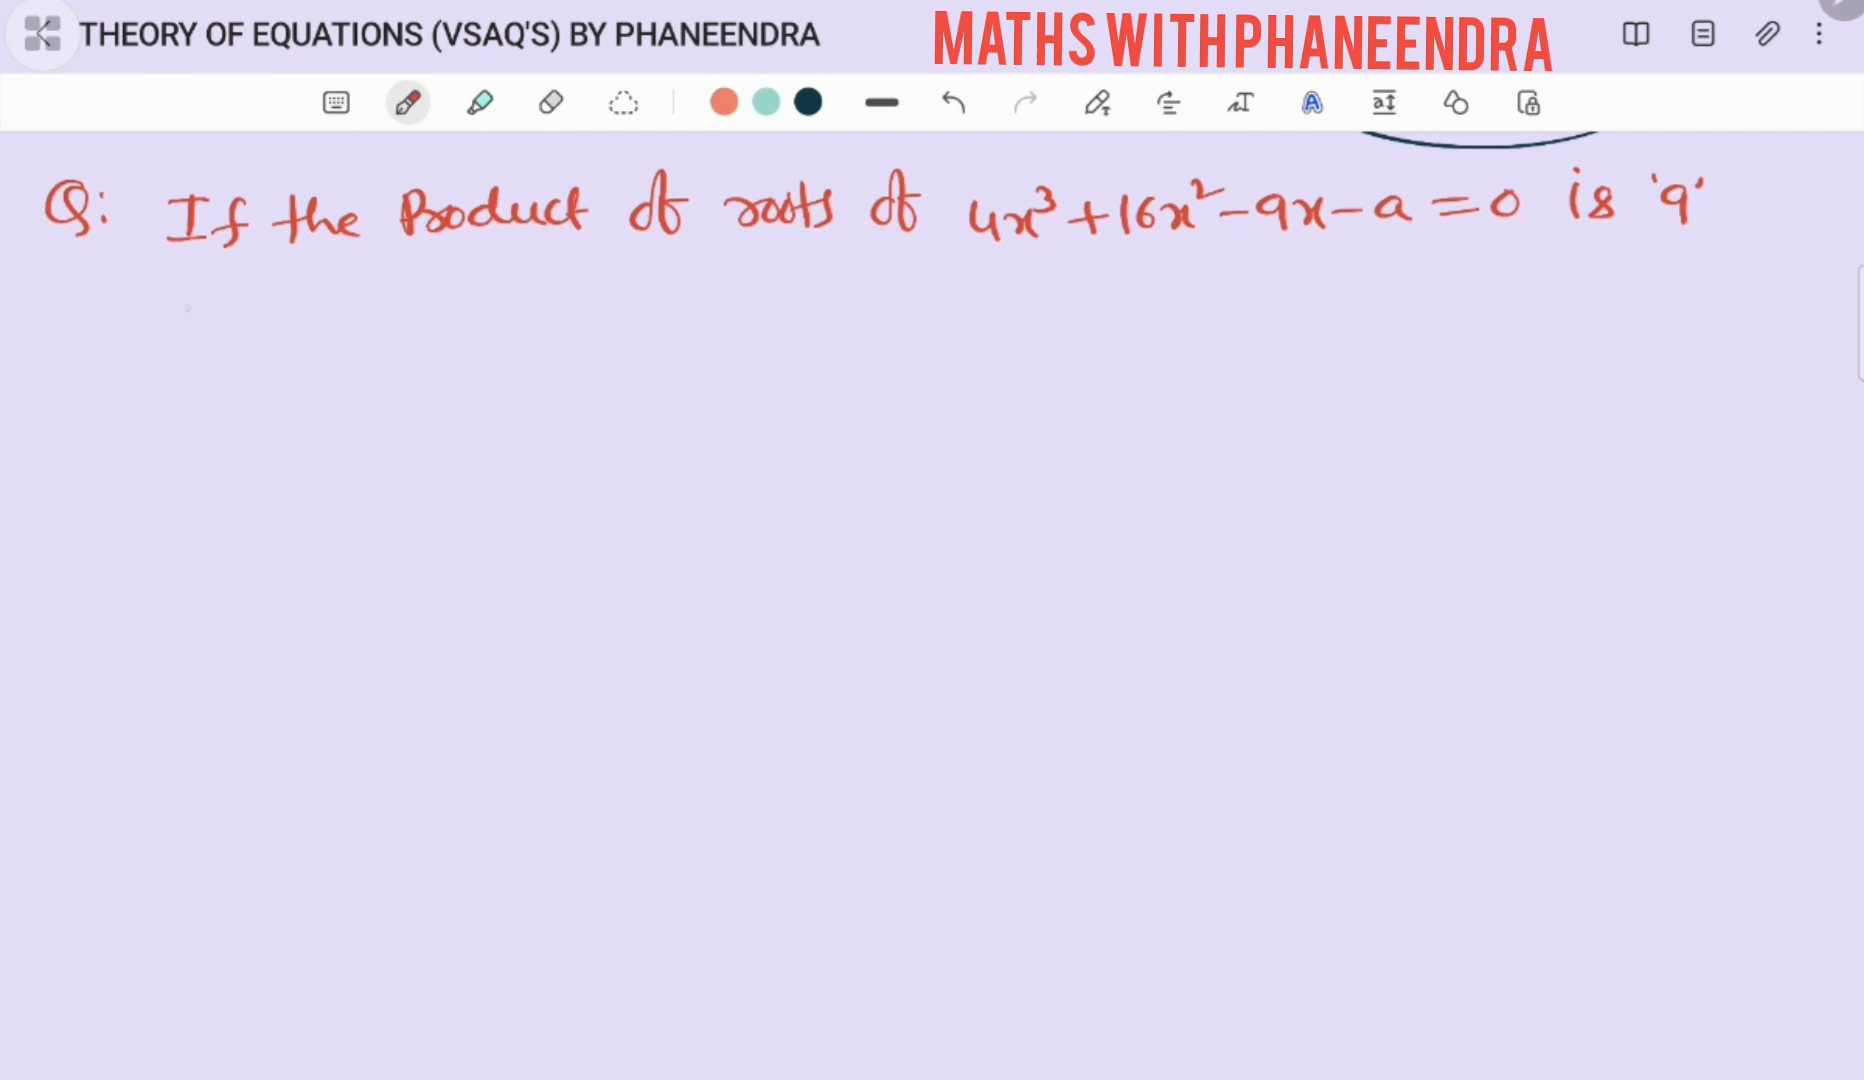 THEORY OF EQUATIONS (VSAQ'S) BY PHANEENDRA
MATHS WITH PHANEENDRA
Q: If the Product of roots of 4x³+16x²-9x-a=0 is '9'